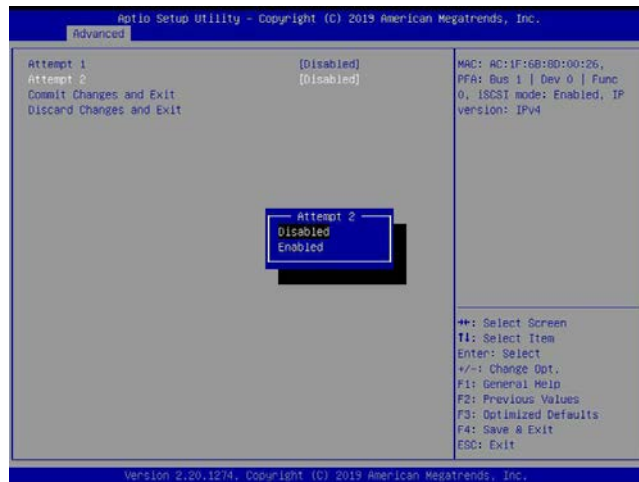 Aptio Setup Utility - Copyright (C) 2019 American Megatrends, Inc.
Advanced
Attempt 1 [Disabled]
Attempt 2 [Disabled]
Commit Changes and Exit
Discard Changes and Exit
MAC: AC:1F:6B:8D:00:26,
PFA: Bus 1 | Dev 0 | Func
0, iSCSI mode: Enabled, IP
version: IPv4
Attempt 2
Disabled
Enabled
→←: Select Screen
↑↓: Select Item
Enter: Select
+/-: Change Opt.
F1: General Help
F2: Previous Values
F3: Optimized Defaults
F4: Save & Exit
ESC: Exit
Version 2.20.1274. Copyright (C) 2019 American Megatrends, Inc.